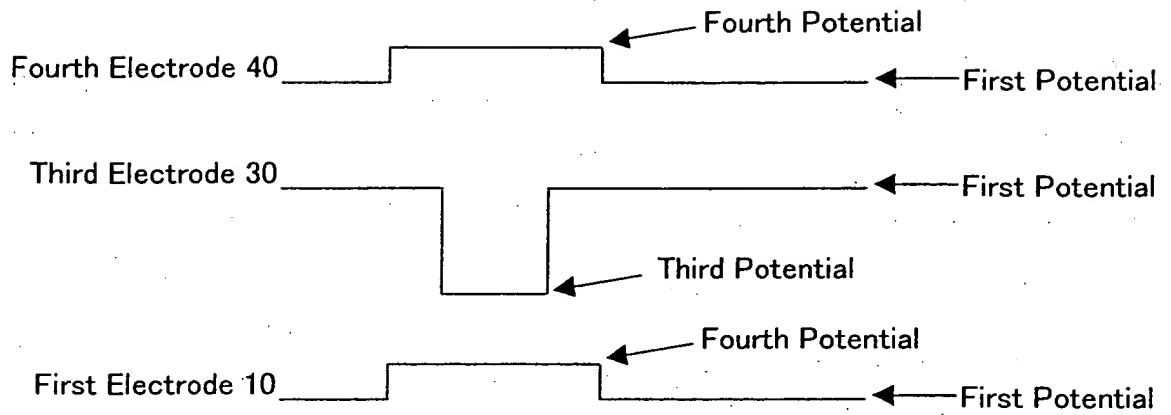 Fourth Potential
Fourth Electrode 40
First Potential
Third Electrode 30
First Potential
Third Potential
Fourth Potential
First Electrode 10
First Potential